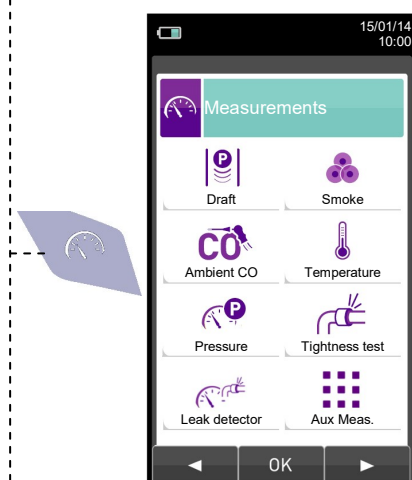 15/01/14
10:00
Measurements
P
Draft
Smoke
CO
Ambient CO
Temperature
P
Pressure
Tightness test
Leak detector
Aux Meas.
OK